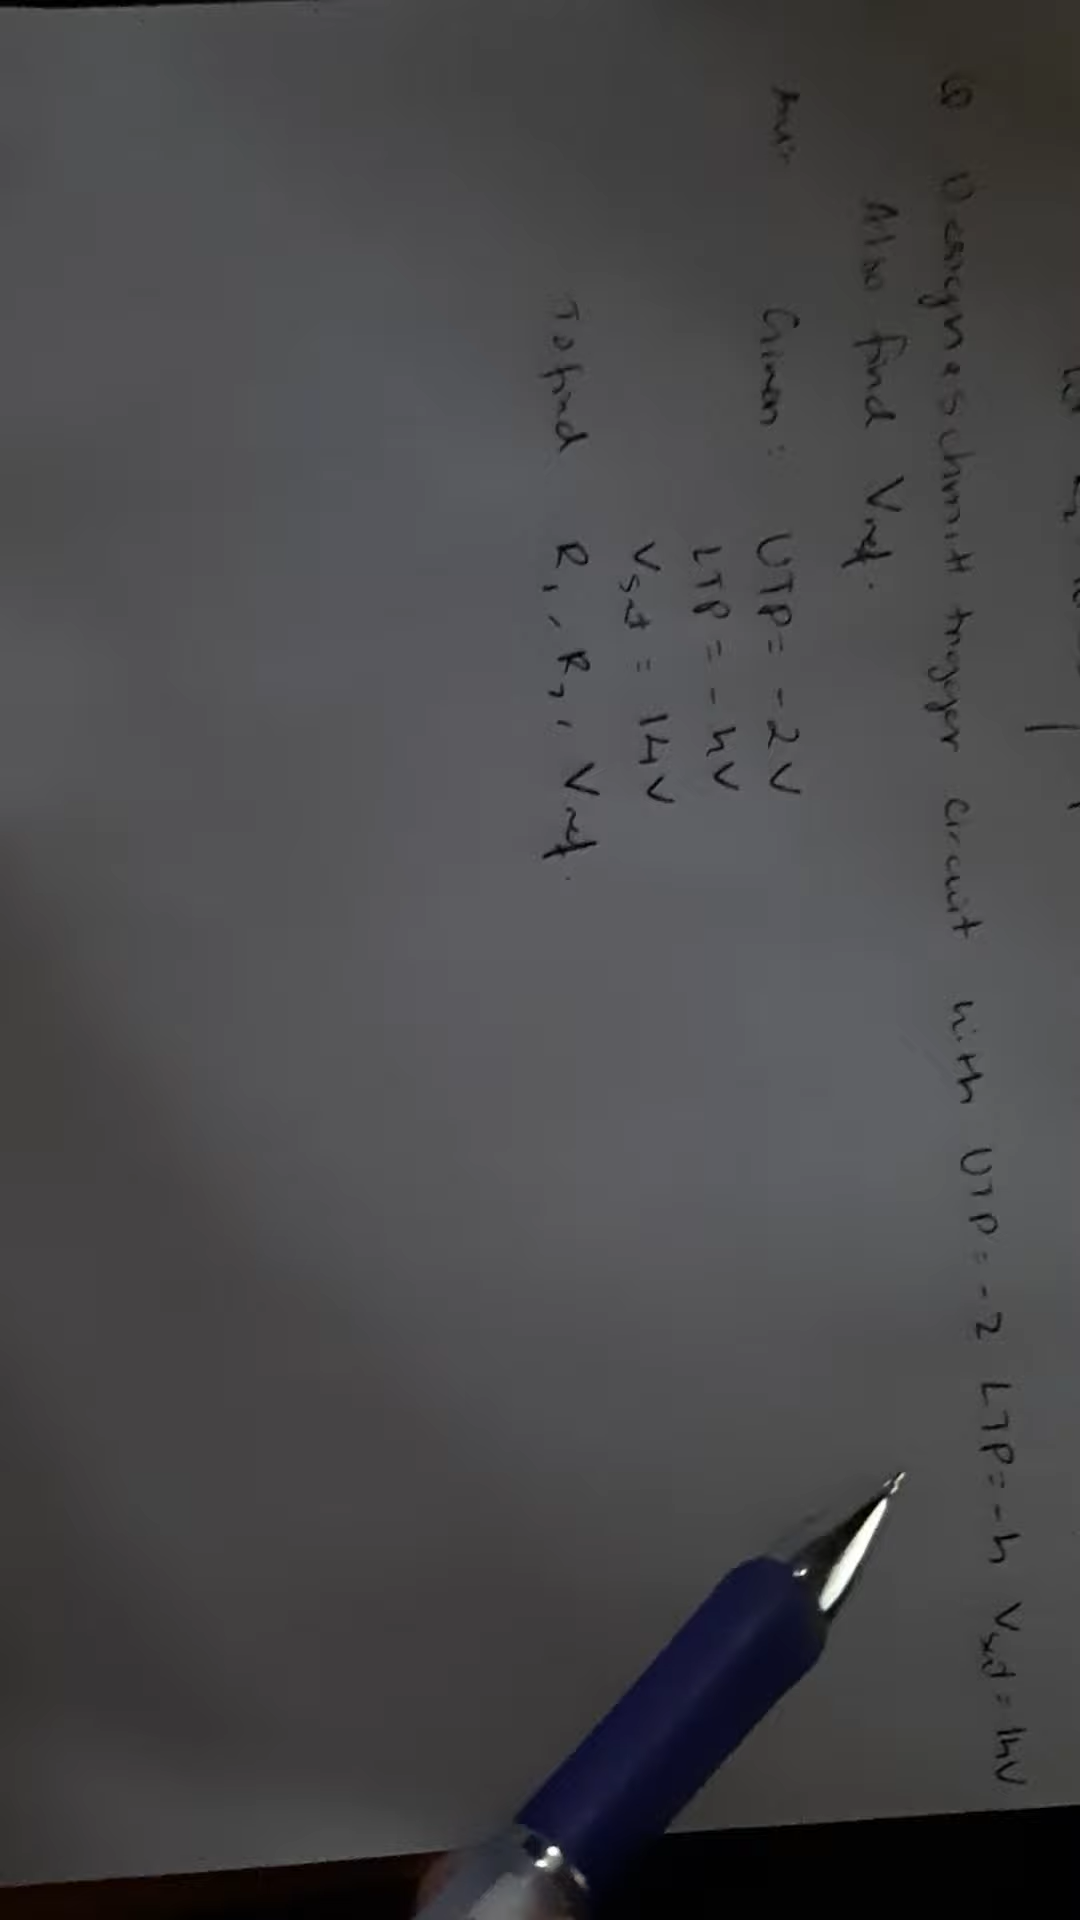 Q Design a schmitt trigger circuit with UTP = -2 LTP = -4 Vsat = 14V
Also find Vref.
Ans:- Given: UTP = -2V
LTP = -4V
Vsat = 14V
To find R1, R2, Vref.